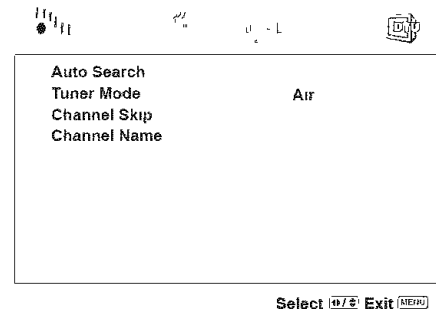 Auto Search
Tuner Mode Air
Channel Skip
Channel Name
Select Exit MENU